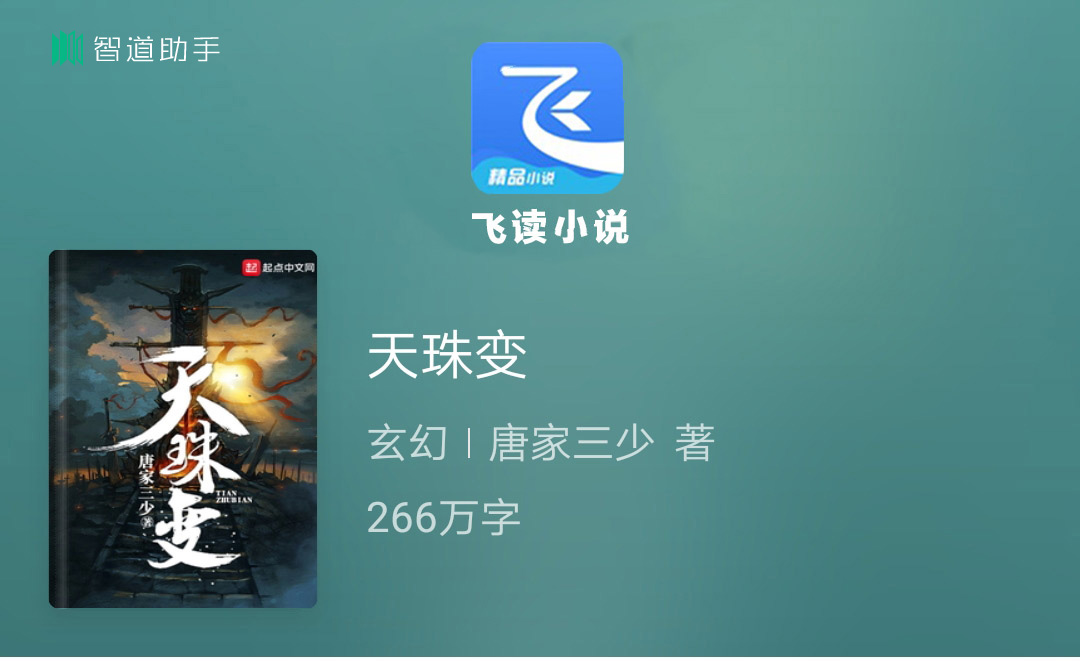 智道助手
飞
精品小说
飞读小说
起 起点中文网
天珠变
唐家三少 著
TIAN
ZHUBIAN
天珠变
玄幻 | 唐家三少 著
266万字